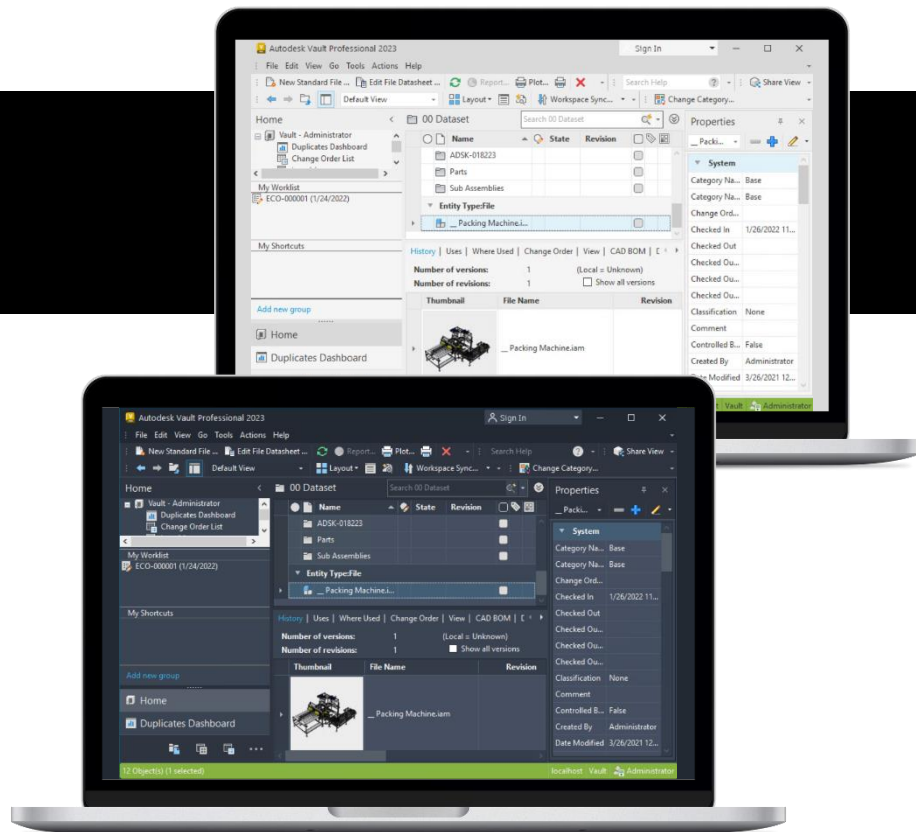 Autodesk Vault Professional 2023
Sign In
File Edit View Go Tools Actions Help
New Standard File ... Edit File Datasheet ... Report... Plot... Search Help Share View
Default View Layout Workspace Sync... Change Category...
Home
00 Dataset
Search 00 Dataset
Properties
Vault - Administrator
Duplicates Dashboard
Change Order List
Name State Revision
ADSK-018223
Parts
Sub Assemblies
Entity Type:File
__ Packing Machine.i...
__ Packi...
System
Category Na... Base
Category Na... Base
Change Ord...
Checked In 1/26/2022 11...
Checked Out
Checked Ou...
Checked Ou...
Checked Ou...
Classification None
Comment
Controlled B... False
Created By Administrator
Date Modified 3/26/2021 12...
My Worklist
ECO-000001 (1/24/2022)
My Shortcuts
Add new group
Home
Duplicates Dashboard
History | Uses | Where Used | Change Order | View | CAD BOM |
Number of versions: 1 (Local = Unknown)
Number of revisions: 1 Show all versions
Thumbnail File Name Revision
__ Packing Machine.iam
Vault Administrator
Autodesk Vault Professional 2023
Sign In
File Edit View Go Tools Actions Help
New Standard File ... Edit File Datasheet ... Report... Plot... Search Help Share View
Default View Layout Workspace Sync... Change Category...
Home
00 Dataset
Search 00 Dataset
Properties
Vault - Administrator
Duplicates Dashboard
Change Order List
Name State Revision
ADSK-018223
Parts
Sub Assemblies
Entity Type:File
__ Packing Machine.i...
__ Packi...
System
Category Na... Base
Category Na... Base
Change Ord...
Checked In 1/26/2022 11...
Checked Out
Checked Ou...
Checked Ou...
Checked Ou...
Classification None
Comment
Controlled B... False
Created By Administrator
Date Modified 3/26/2021 12...
My Worklist
ECO-000001 (1/24/2022)
My Shortcuts
Add new group
Home
Duplicates Dashboard
History | Uses | Where Used | Change Order | View | CAD BOM |
Number of versions: 1 (Local = Unknown)
Number of revisions: 1 Show all versions
Thumbnail File Name Revision
__ Packing Machine.iam
12 Object(s) (1 selected)
localhost Vault Administrator